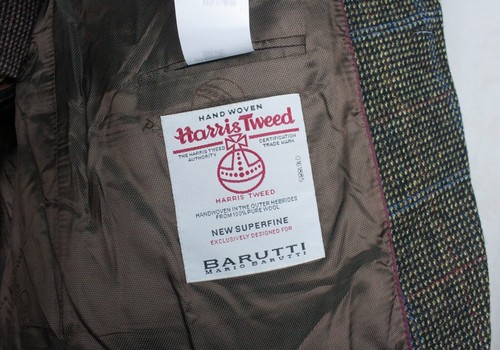 HAND WOVEN
Harris Tweed
THE HARRIS TWEED CERTIFICATION
AUTHORITY TRADE MARK
HARRIS TWEED
HANDWOVEN IN THE OUTER HEBRIDES
FROM 100% PURE WOOL
NEW SUPERFINE
EXCLUSIVELY DESIGNED FOR
BARUTTI
MARIO BARUTTI